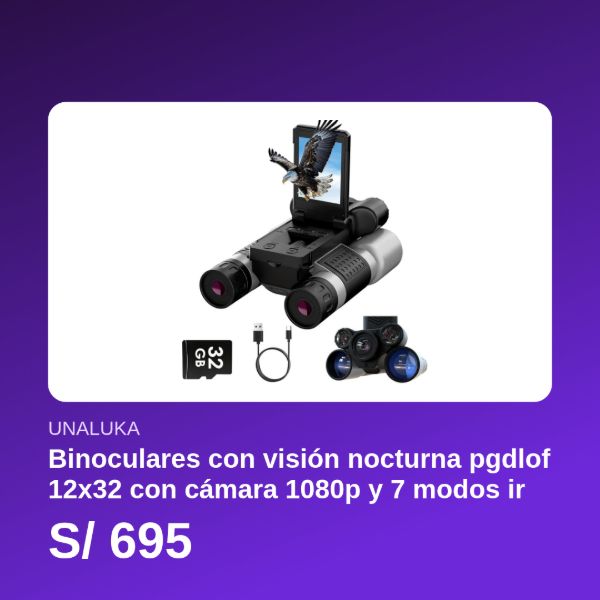 32
GB
UNALUKA
Binoculares con visión nocturna pgdlof
12x32 con cámara 1080p y 7 modos ir
S/ 695